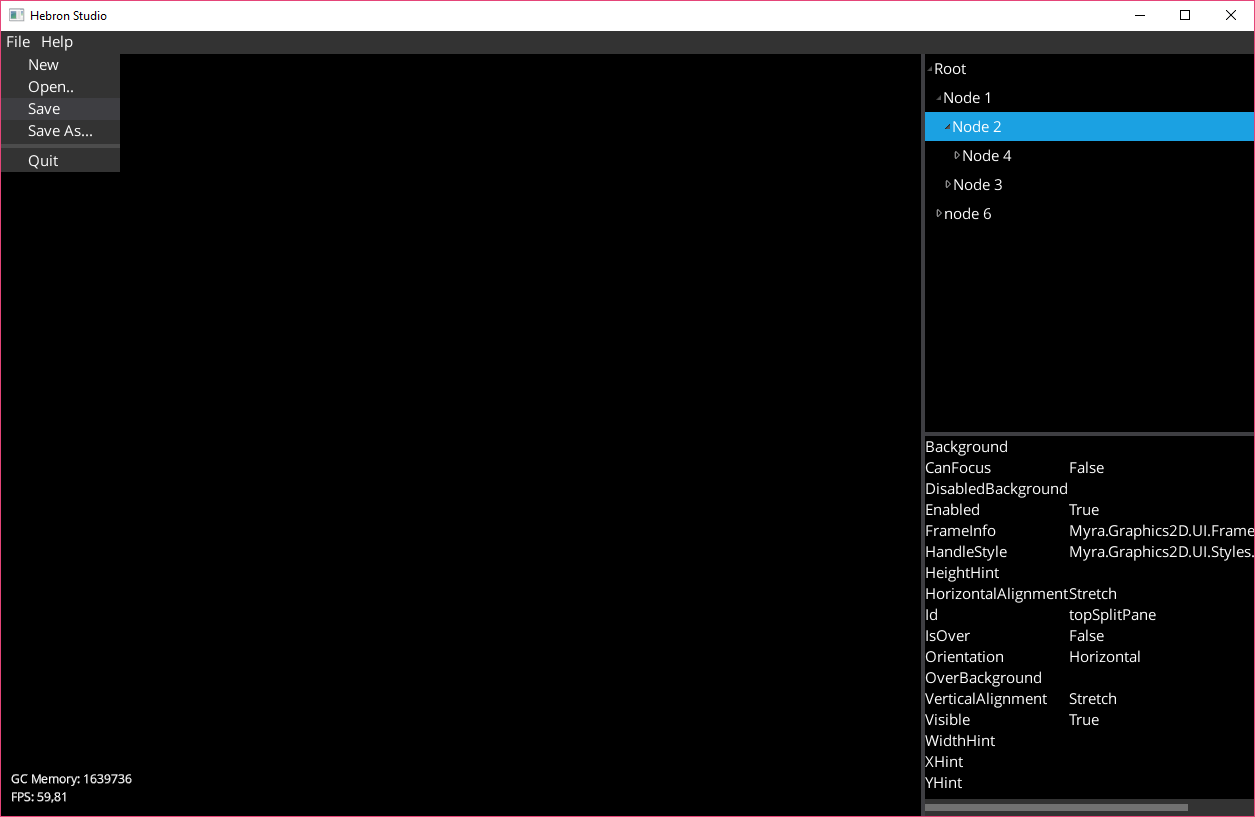 Hebron Studio
File Help
New
Open..
Save
Save As...
Quit
Root
Node 1
Node 2
Node 4
Node 3
node 6
Background
CanFocus False
DisabledBackground
Enabled True
FrameInfo Myra.Graphics2D.UI.Frame
HandleStyle Myra.Graphics2D.UI.Styles.
HeightHint
HorizontalAlignment Stretch
Id topSplitPane
IsOver False
Orientation Horizontal
OverBackground
VerticalAlignment Stretch
Visible True
WidthHint
XHint
YHint
GC Memory: 1639736
FPS: 59,81